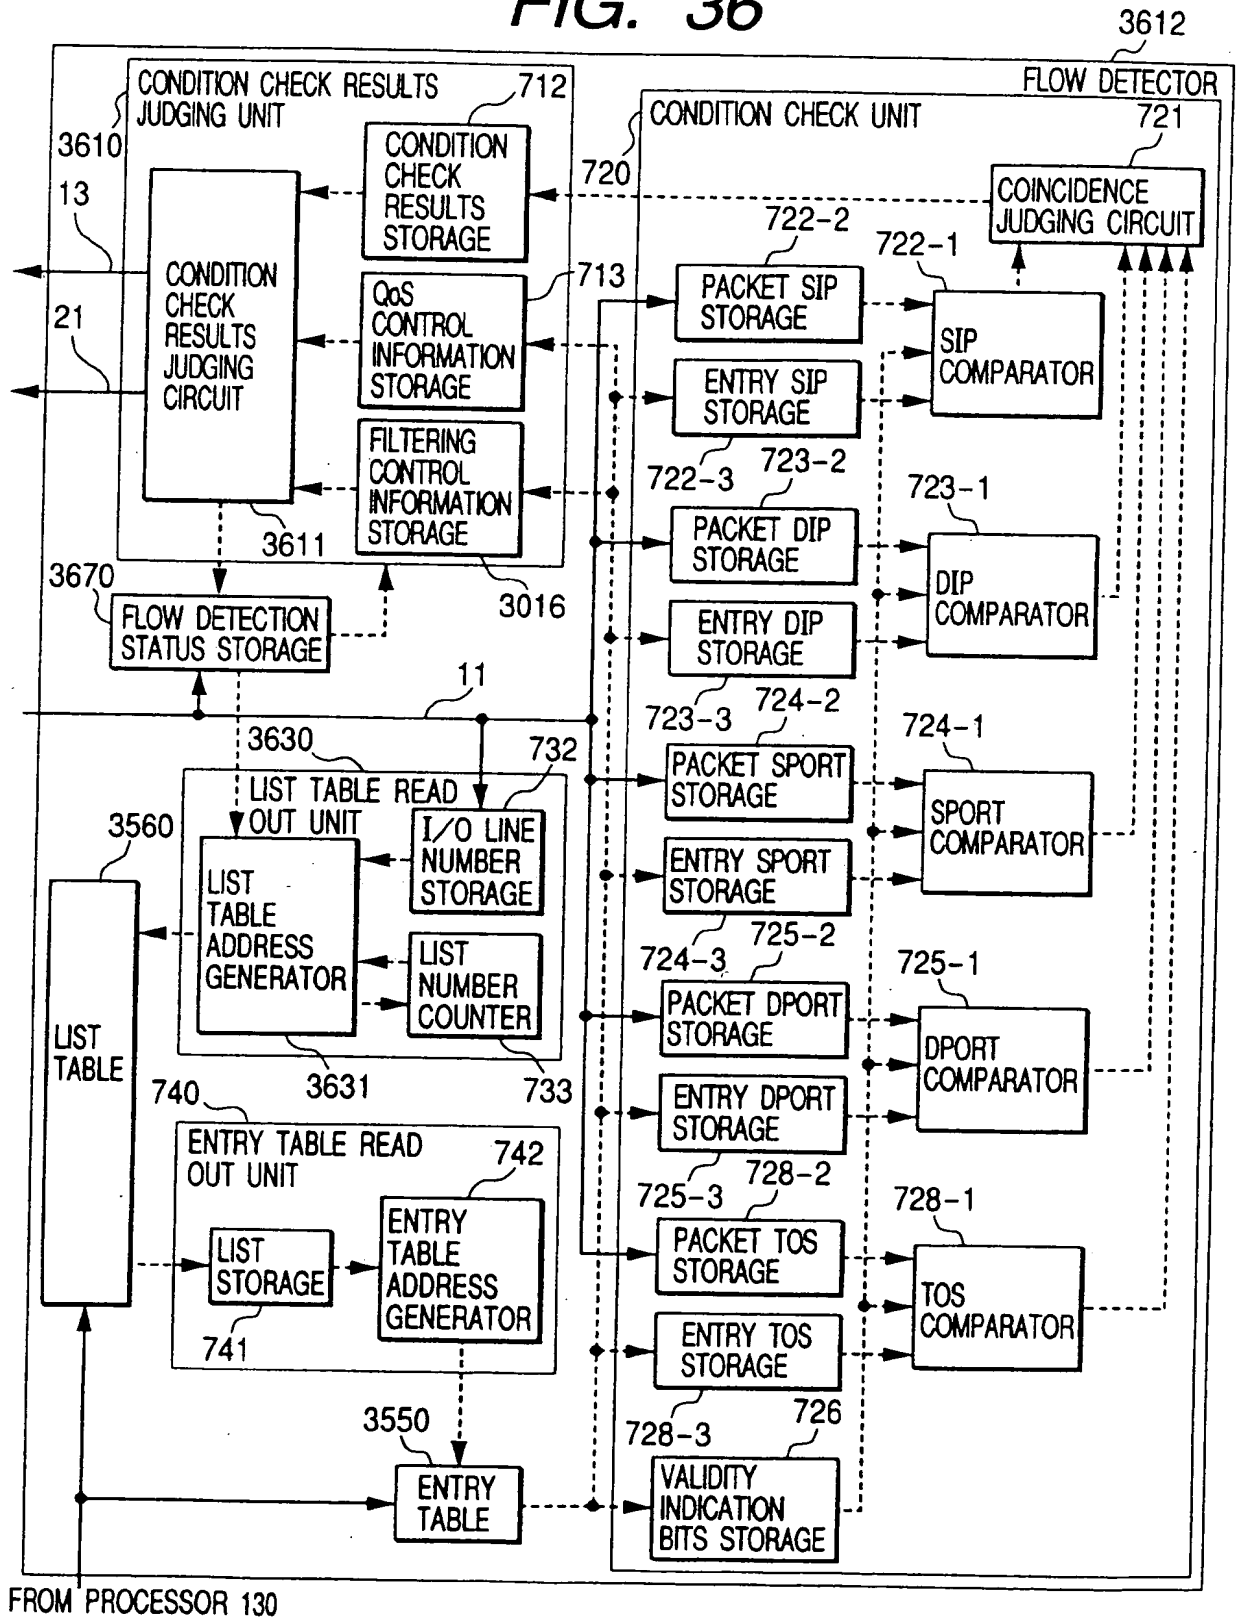 FIG. 36
3612
FLOW DETECTOR
CONDITION CHECK RESULTS
JUDGING UNIT
3610
712
CONDITION
CHECK
RESULTS
STORAGE
13
21
CONDITION
CHECK
RESULTS
JUDGING
CIRCUIT
713
QoS
CONTROL
INFORMATION
STORAGE
FILTERING
CONTROL
INFORMATION
STORAGE
3611
3016
3670
FLOW DETECTION
STATUS STORAGE
11
3630
732
LIST TABLE READ
OUT UNIT
I/O LINE
NUMBER
STORAGE
3560
LIST
TABLE
ADDRESS
GENERATOR
LIST
NUMBER
COUNTER
LIST
TABLE
3631
733
740
ENTRY TABLE READ
OUT UNIT
742
ENTRY
TABLE
ADDRESS
GENERATOR
LIST
STORAGE
741
3550
ENTRY
TABLE
FROM PROCESSOR 130
CONDITION CHECK UNIT
720
721
COINCIDENCE
JUDGING CIRCUIT
722-2
722-1
PACKET SIP
STORAGE
SIP
COMPARATOR
ENTRY SIP
STORAGE
722-3
723-2
723-1
PACKET DIP
STORAGE
DIP
COMPARATOR
ENTRY DIP
STORAGE
723-3
724-2
724-1
PACKET SPORT
STORAGE
SPORT
COMPARATOR
ENTRY SPORT
STORAGE
724-3
725-2
725-1
PACKET DPORT
STORAGE
DPORT
COMPARATOR
ENTRY DPORT
STORAGE
725-3
728-2
728-1
PACKET TOS
STORAGE
TOS
COMPARATOR
ENTRY TOS
STORAGE
728-3
726
VALIDITY
INDICATION
BITS STORAGE